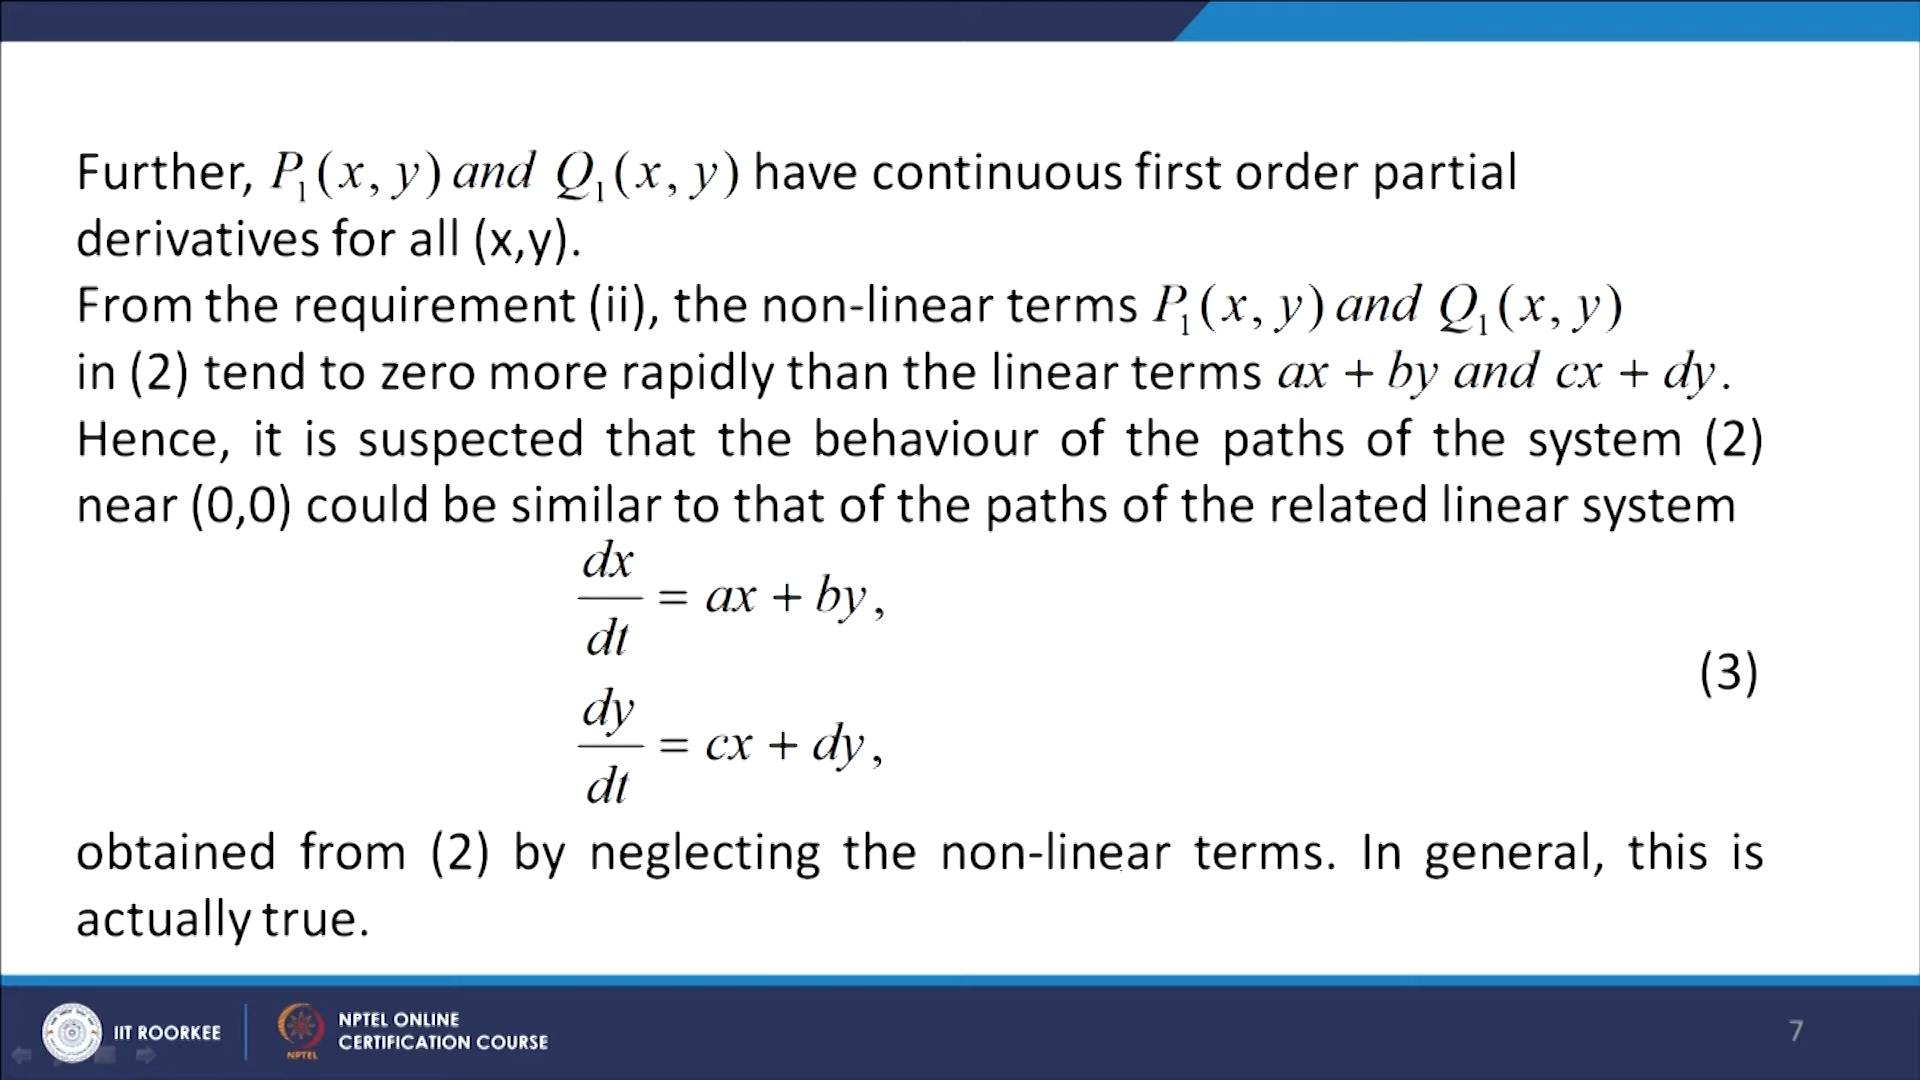 Further, P₁(x, y) and Q₁(x, y) have continuous first order partial
derivatives for all (x,y).
From the requirement (ii), the non-linear terms P₁(x, y) and Q₁(x, y)
in (2) tend to zero more rapidly than the linear terms ax + by and cx + dy.
Hence, it is suspected that the behaviour of the paths of the system (2)
near (0,0) could be similar to that of the paths of the related linear system
dx/dt = ax + by,
(3)
dy/dt = cx + dy,
obtained from (2) by neglecting the non-linear terms. In general, this is
actually true.
IIT ROORKEE
NPTEL
NPTEL ONLINE
CERTIFICATION COURSE
7